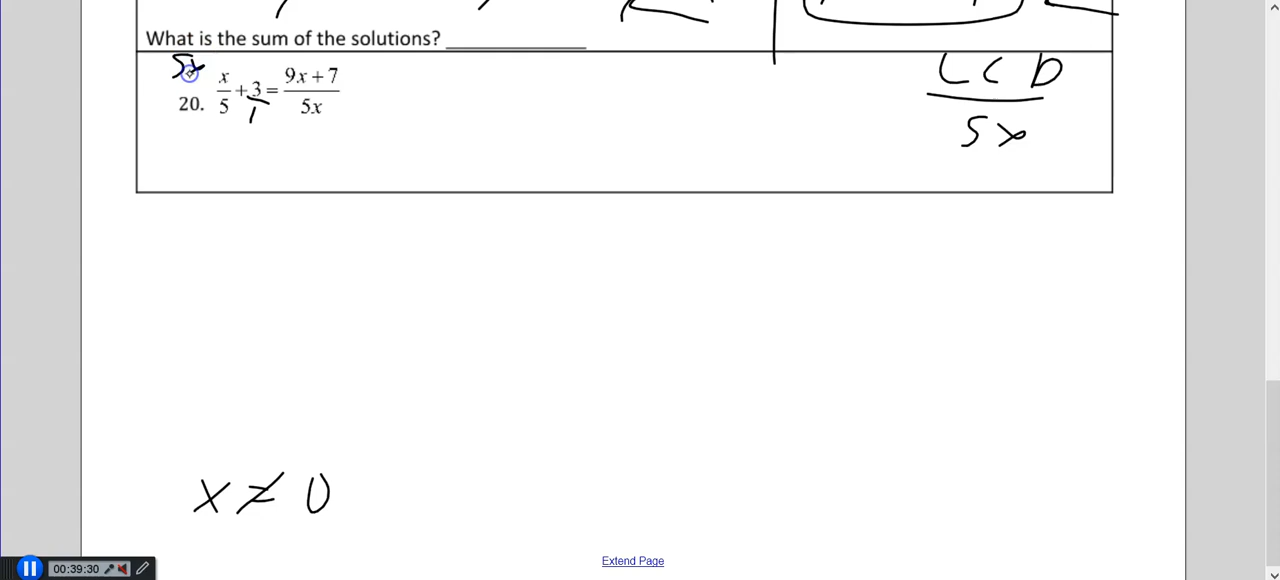 What is the sum of the solutions? ______________
5x
20. x/5 + 3/1 = (9x + 7)/5x
LCD
5x
x ≠ 0
Extend Page
00:39:30